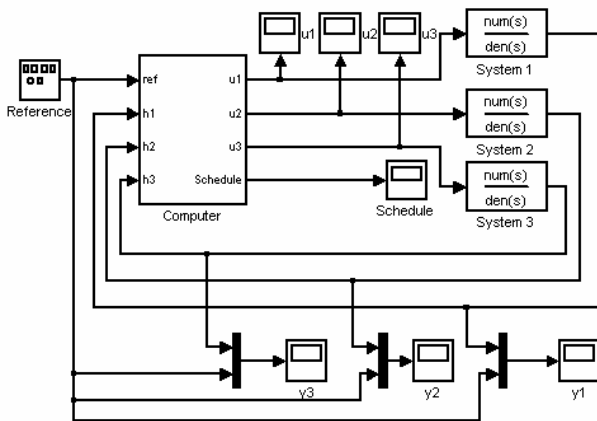 u1
u2
u3
num(s)
den(s)
System 1
Reference
ref
h1
h2
h3
u1
u2
u3
Schedule
Computer
num(s)
den(s)
System 2
Schedule
num(s)
den(s)
System 3
y3
y2
y1